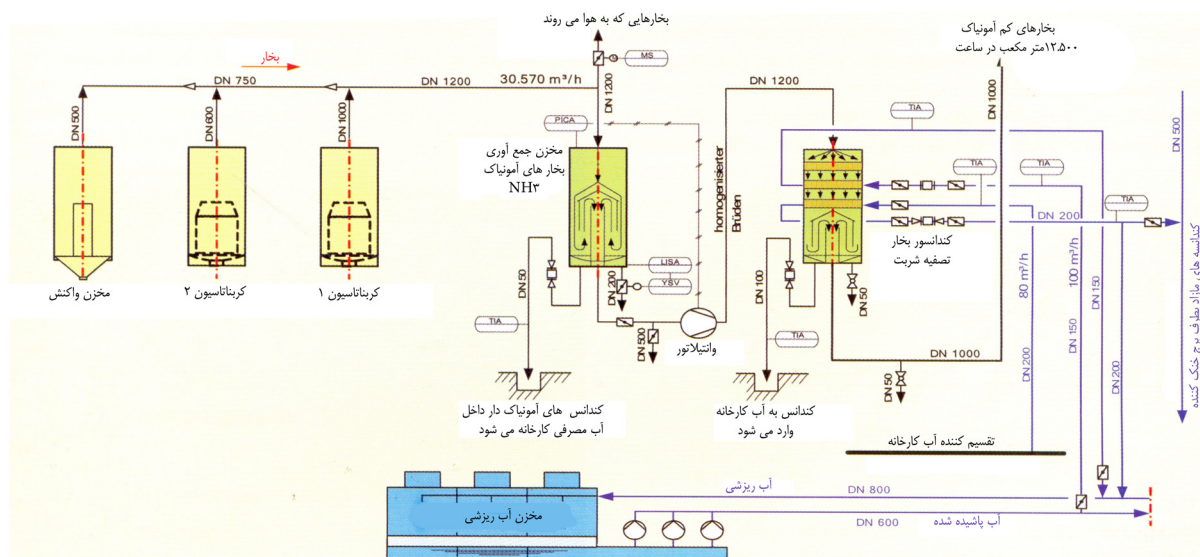 بخارهایی که به هوا می روند
بخارهای کم آمونیاک
۱۲.۵۰۰متر مکعب در ساعت
بخار
MS
DN 750
DN 1200
30.570 m³/h
DN 1200
DN 1200
DN 1000
DN 500
DN 600
DN 1000
DN 500
PICA
TIA
TIA
TIA
TIA
مخزن جمع آوری
بخار های آمونیاک
NH۳
homogenisierter
Brüden
DN 200
کندانسور بخار
تصفیه شربت
LISA
YSV
DN 50
DN 200
DN 100
DN 50
80 m³/h
100 m³/h
DN 150
DN 150
DN 200
DN 200
کندانسه های مازاد بطرف برج خنک کننده
مخزن واکنش
کربناتاسیون ۲
کربناتاسیون ۱
TIA
DN 500
وانتیلاتور
TIA
DN 1000
DN 50
کندانس های آمونیاک دار داخل
آب مصرفی کارخانه می شود
کندانس به آب کارخانه
وارد می شود
تقسیم کننده آب کارخانه
آب ریزشی
DN 800
مخزن آب ریزشی
DN 600
آب پاشیده شده